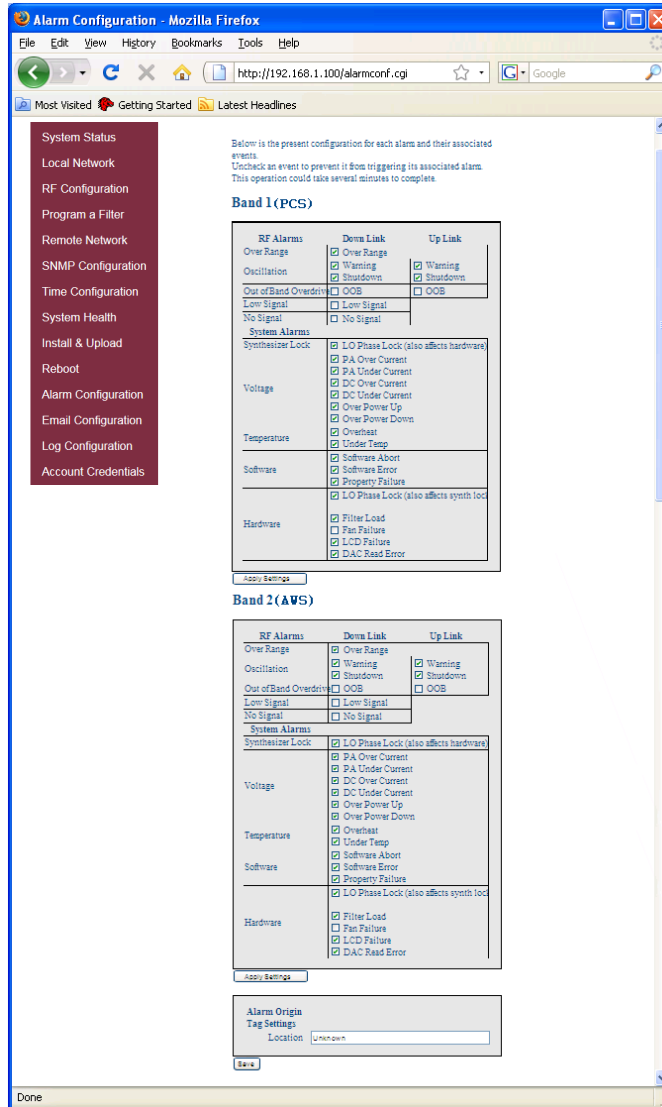 Alarm Configuration - Mozilla Firefox
File Edit View History Bookmarks Tools Help
http://192.168.1.100/alarmconf.cgi
G Google
Most Visited Getting Started Latest Headlines
System Status
Local Network
RF Configuration
Program a Filter
Remote Network
SNMP Configuration
Time Configuration
System Health
Install & Upload
Reboot
Alarm Configuration
Email Configuration
Log Configuration
Account Credentials
Below is the present configuration for each alarm and their associated
events.
Uncheck an event to prevent it from triggering its associated alarm.
This operation could take several minutes to complete.
Band 1(PCS)
RF Alarms Down Link Up Link
Over Range Over Range
Oscillation Warning Warning
Shutdown Shutdown
Out of Band Overdrive OOB OOB
Low Signal Low Signal
No Signal No Signal
System Alarms
Synthesizer Lock LO Phase Lock (also affects hardware)
PA Over Current
PA Under Current
Voltage DC Over Current
DC Under Current
Over Power Up
Over Power Down
Temperature Overheat
Under Temp
Software Abort
Software Software Error
Property Failure
LO Phase Lock (also affects synth lock
Filter Load
Hardware Fan Failure
LCD Failure
DAC Read Error
Apply Settings
Band 2(AWS)
RF Alarms Down Link Up Link
Over Range Over Range
Oscillation Warning Warning
Shutdown Shutdown
Out of Band Overdrive OOB OOB
Low Signal Low Signal
No Signal No Signal
System Alarms
Synthesizer Lock LO Phase Lock (also affects hardware)
PA Over Current
PA Under Current
Voltage DC Over Current
DC Under Current
Over Power Up
Over Power Down
Temperature Overheat
Under Temp
Software Abort
Software Software Error
Property Failure
LO Phase Lock (also affects synth lock
Filter Load
Hardware Fan Failure
LCD Failure
DAC Read Error
Apply Settings
Alarm Origin
Tag Settings
Location Unknown
Save
Done